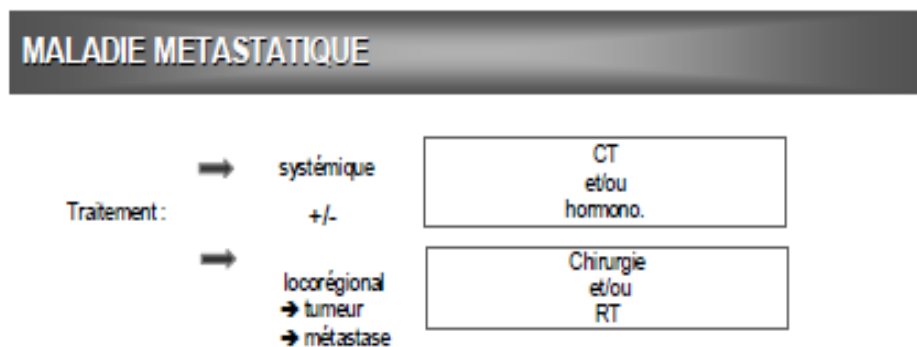 MALADIE METASTATIQUE
➡ systémique
CT
et/ou
hormono.
Traitement :
+/-
➡ locorégional
➔ tumeur
➔ métastase
Chirurgie
et/ou
RT